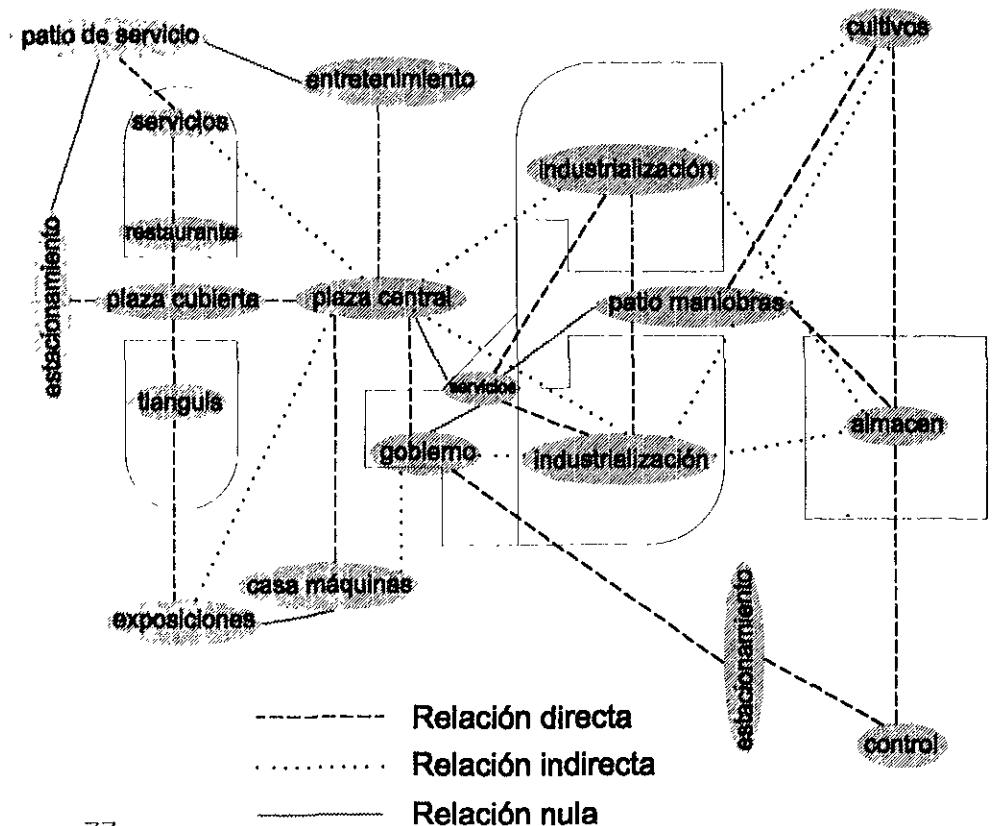 patio de servicio
cultivos
entretenimiento
servicios
industrialización
restaurante
estacionamiento
plaza cubierta
plaza central
patio maniobras
servicios
tianguis
almacen
gobierno
industrialización
casa máquinas
exposiciones
estacionamiento
control
Relación directa
Relación indirecta
Relación nula